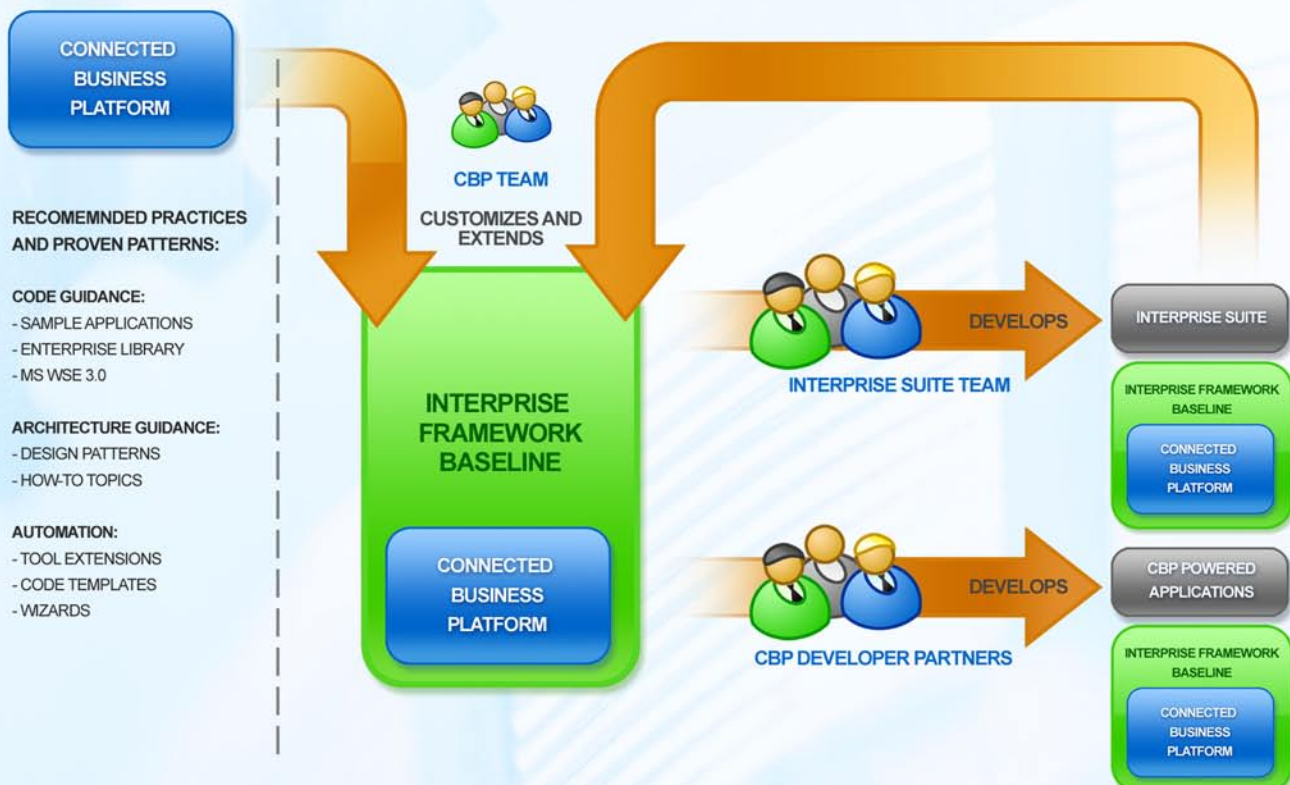 CONNECTED
BUSINESS
PLATFORM
RECOMEMNDED PRACTICES
AND PROVEN PATTERNS:
CODE GUIDANCE:
- SAMPLE APPLICATIONS
- ENTERPRISE LIBRARY
- MS WSE 3.0
ARCHITECTURE GUIDANCE:
- DESIGN PATTERNS
- HOW-TO TOPICS
AUTOMATION:
- TOOL EXTENSIONS
- CODE TEMPLATES
- WIZARDS
CBP TEAM
CUSTOMIZES AND
EXTENDS
INTERPRISE
FRAMEWORK
BASELINE
CONNECTED
BUSINESS
PLATFORM
DEVELOPS
INTERPRISE SUITE TEAM
INTERPRISE SUITE
INTERPRISE FRAMEWORK
BASELINE
CONNECTED
BUSINESS
PLATFORM
DEVELOPS
CBP DEVELOPER PARTNERS
CBP POWERED
APPLICATIONS
INTERPRISE FRAMEWORK
BASELINE
CONNECTED
BUSINESS
PLATFORM